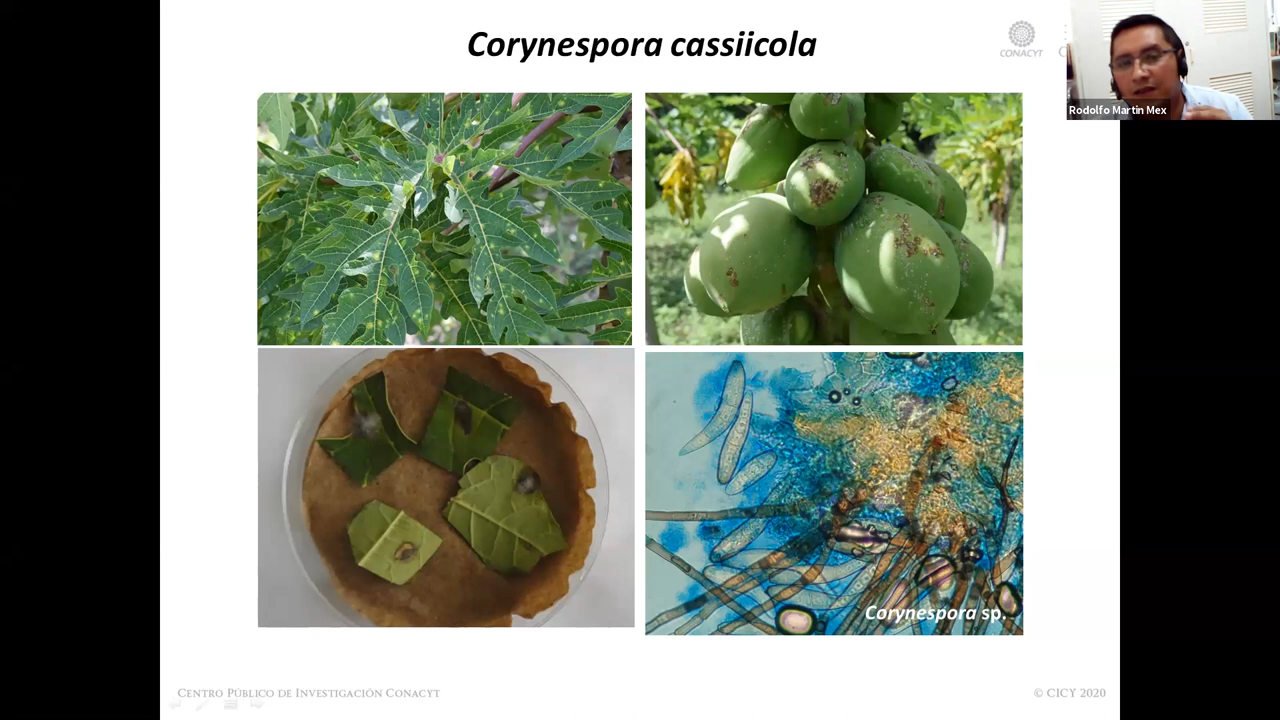 Corynespora cassiicola
CONACYT
C
Rodolfo Martin Mex
Corynespora sp.
CENTRO PÚBLICO DE INVESTIGACIÓN CONACYT
© CICY 2020